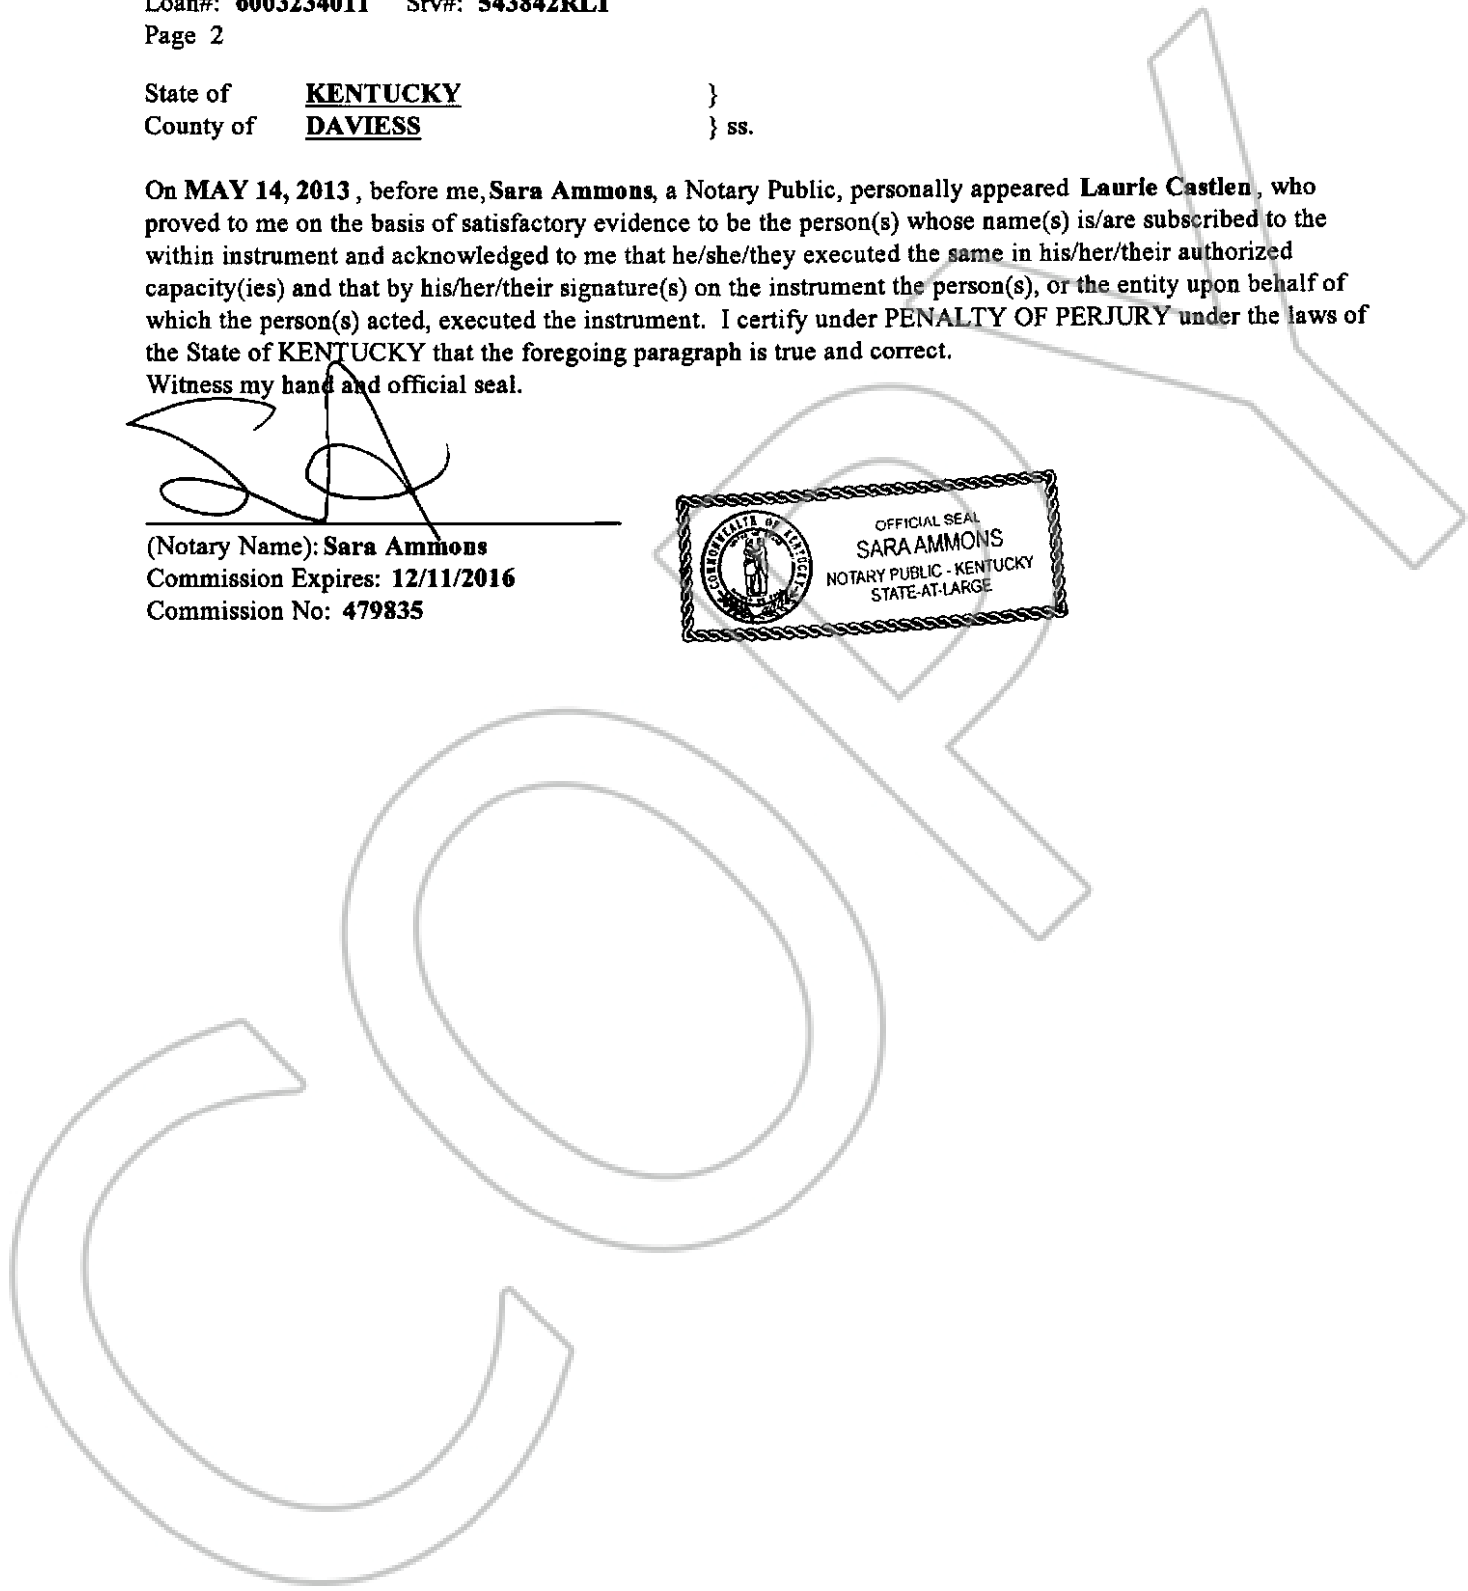 Loan#: 6003234011 Srv#: 543842RL1
Page 2
State of KENTUCKY }
County of DAVIESS } ss.
On MAY 14, 2013 , before me, Sara Ammons, a Notary Public, personally appeared Laurie Castlen, who
proved to me on the basis of satisfactory evidence to be the person(s) whose name(s) is/are subscribed to the
within instrument and acknowledged to me that he/she/they executed the same in his/her/their authorized
capacity(ies) and that by his/her/their signature(s) on the instrument the person(s), or the entity upon behalf of
which the person(s) acted, executed the instrument. I certify under PENALTY OF PERJURY under the laws of
the State of KENTUCKY that the foregoing paragraph is true and correct.
Witness my hand and official seal.
(Notary Name): Sara Ammons
Commission Expires: 12/11/2016
Commission No: 479835
COMMONWEALTH OF KENTUCKY
OFFICIAL SEAL
SARA AMMONS
NOTARY PUBLIC - KENTUCKY
STATE-AT-LARGE
COPY